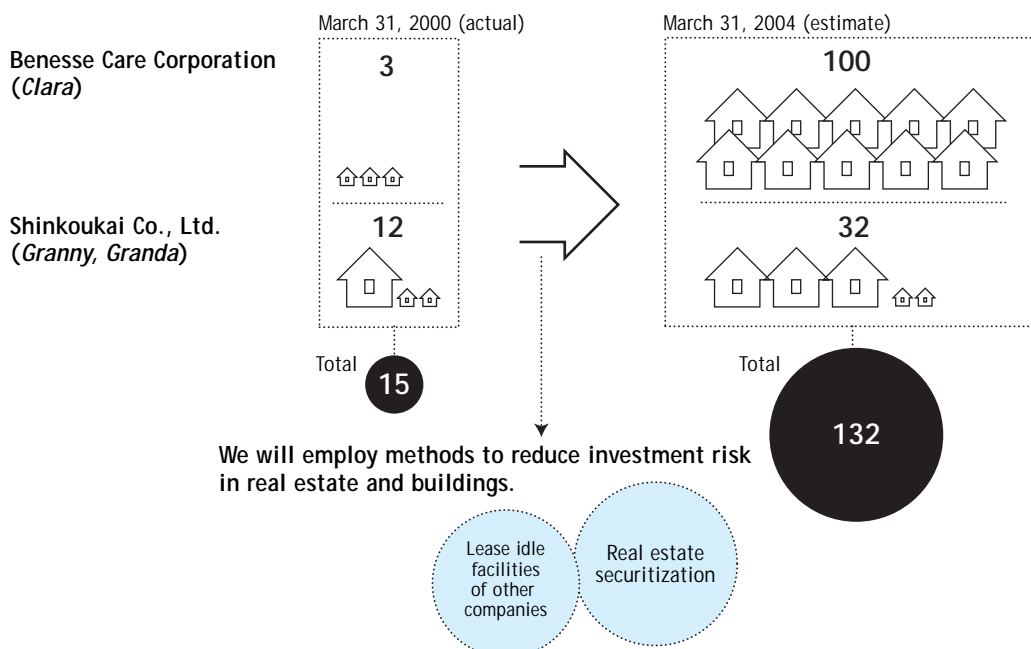 March 31, 2000 (actual)
March 31, 2004 (estimate)
Benesse Care Corporation
(Clara)
3
100
Shinkoukai Co., Ltd.
(Granny, Granda)
12
32
Total
15
Total
132
We will employ methods to reduce investment risk
in real estate and buildings.
Lease idle
facilities
of other
companies
Real estate
securitization